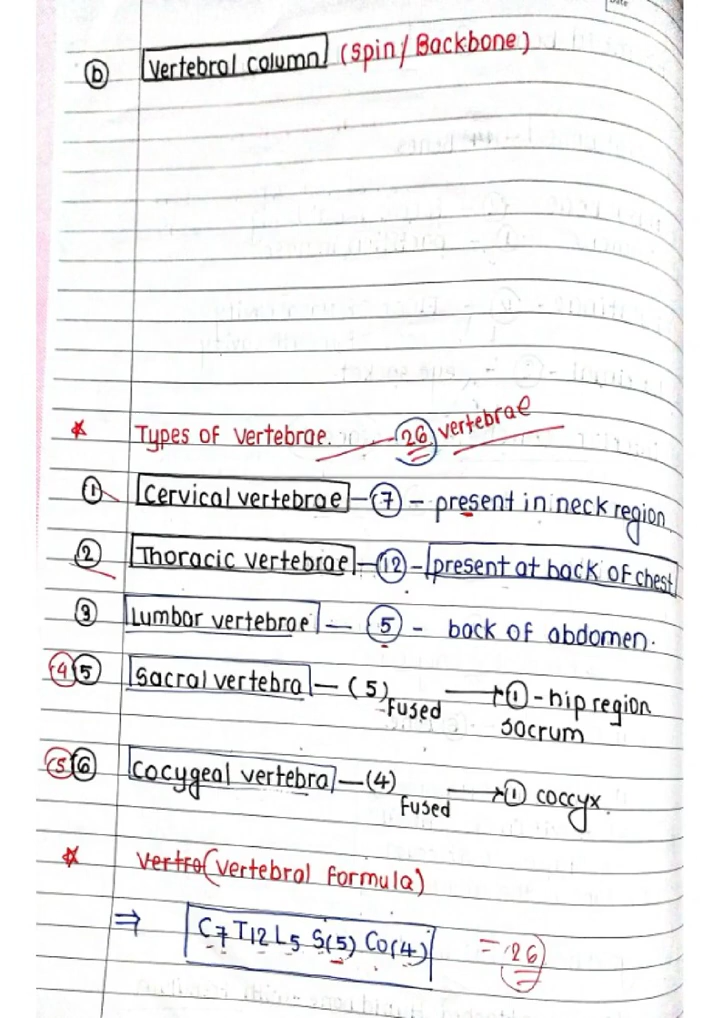 Date
ⓑ Vertebral column (Spin/Backbone)
* Types of vertebrae. — 26 vertebrae
① Cervical vertebrae — ⑦ – present in neck region
② Thoracic vertebrae — ⑫ – present at back of chest
③ Lumbar vertebrae — ⑤ – back of abdomen.
④⑤ Sacral vertebra — (5) Fused → ① - hip region
Socrum
⑤⑥ Cocygeal vertebra — (4) Fused → ① coccyx.
* Vertro (vertebral formula)
⇒ C7 T12 L5 S(5) Co(4) = 26